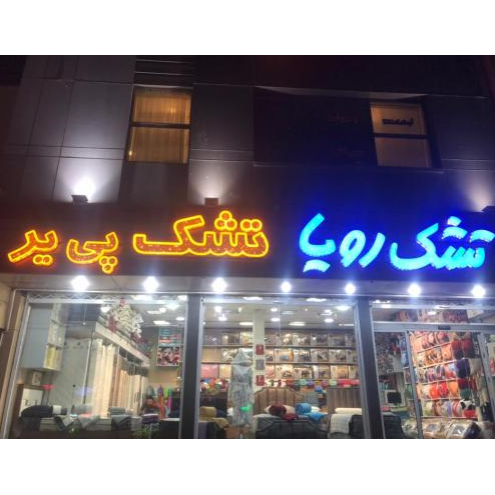 تشک رویا
تشک پی یر